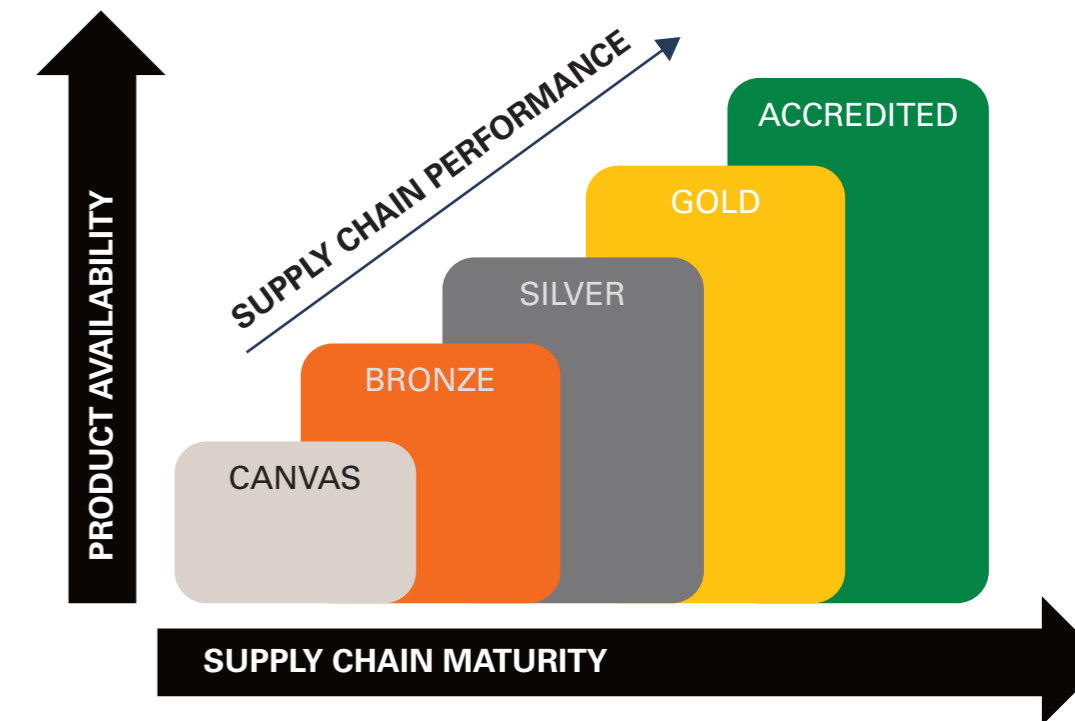 PRODUCT AVAILABILITY
SUPPLY CHAIN PERFORMANCE
ACCREDITED
GOLD
SILVER
BRONZE
CANVAS
SUPPLY CHAIN MATURITY